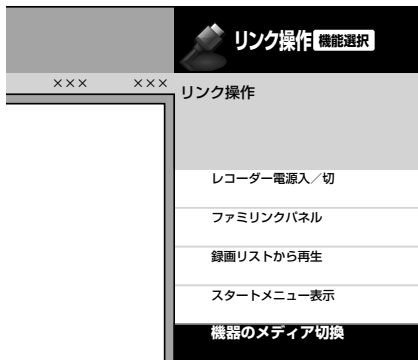 リンク操作 機能選択
××× ×××
リンク操作
レコーダー電源入／切
ファミリンクパネル
録画リストから再生
スタートメニュー表示
機器のメディア切換